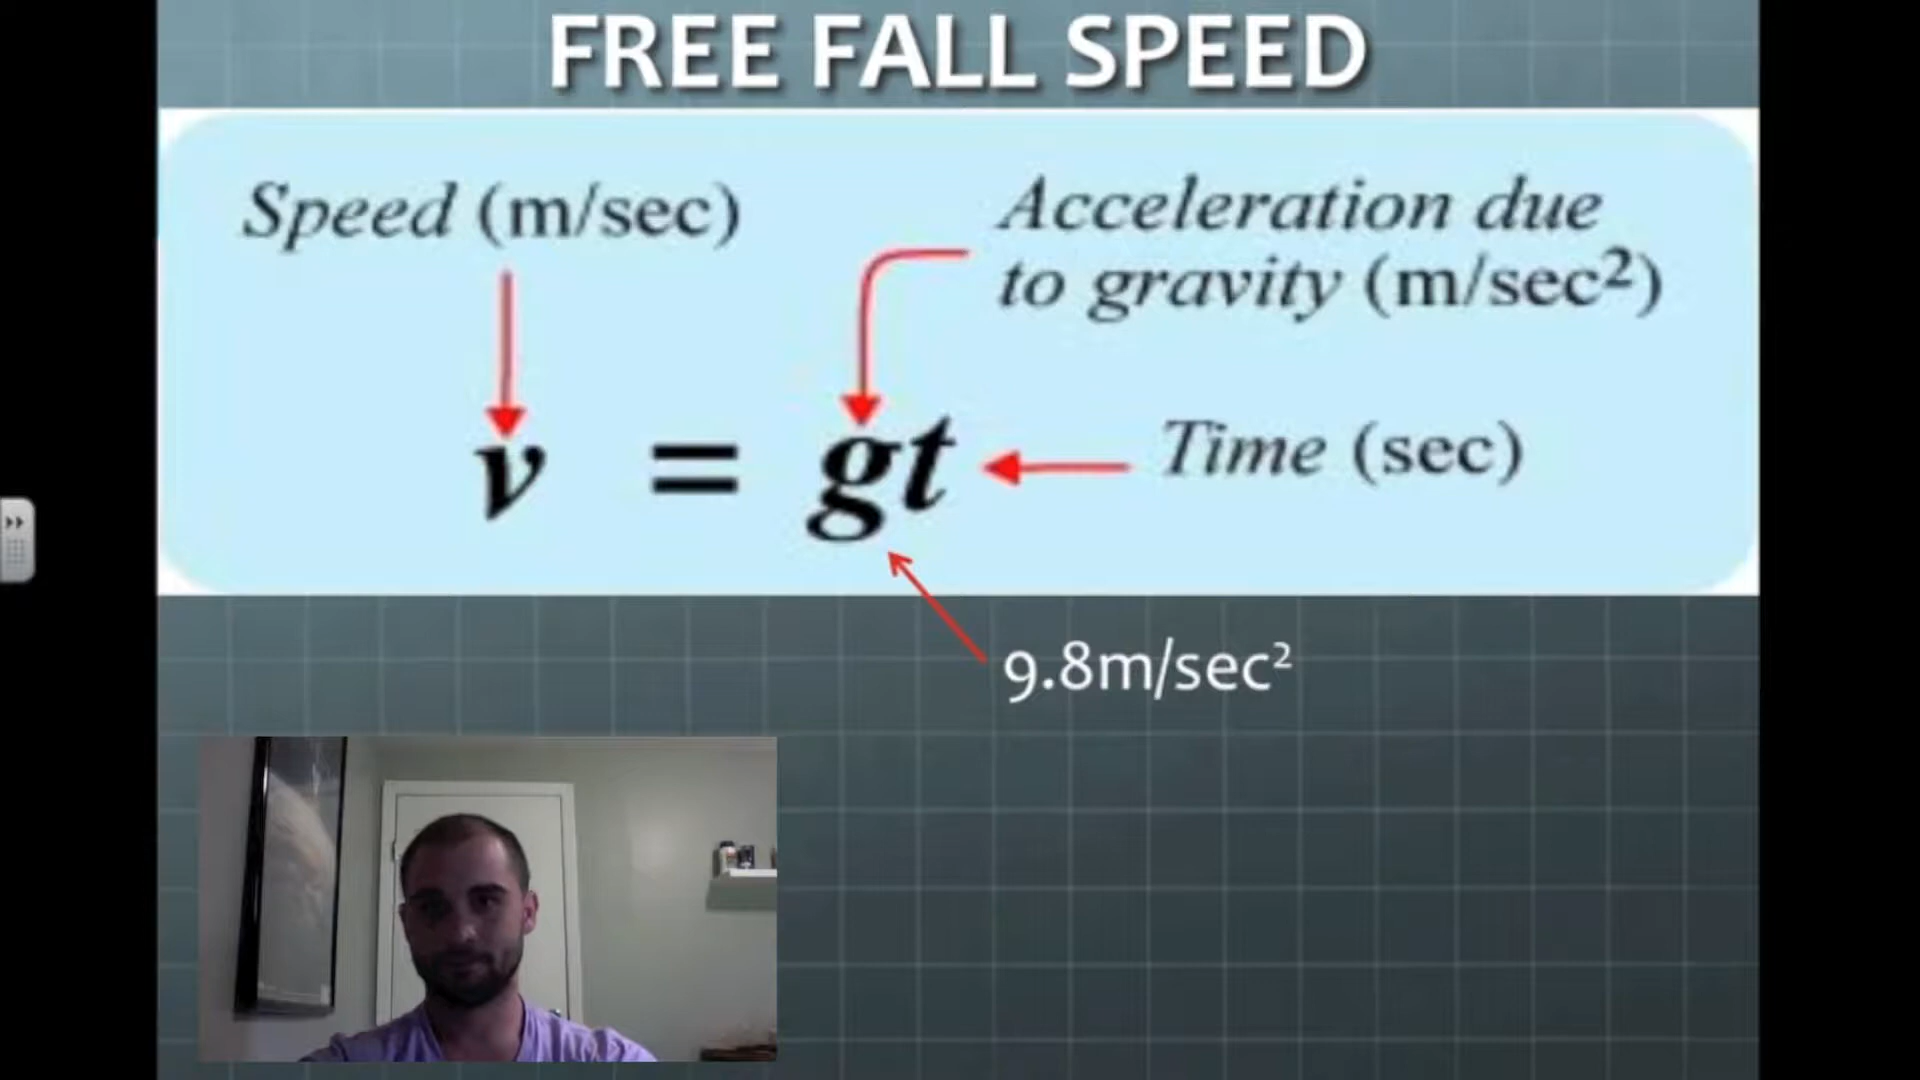 FREE FALL SPEED
Speed (m/sec)
Acceleration due
to gravity (m/sec²)
v = gt
Time (sec)
9.8m/sec²